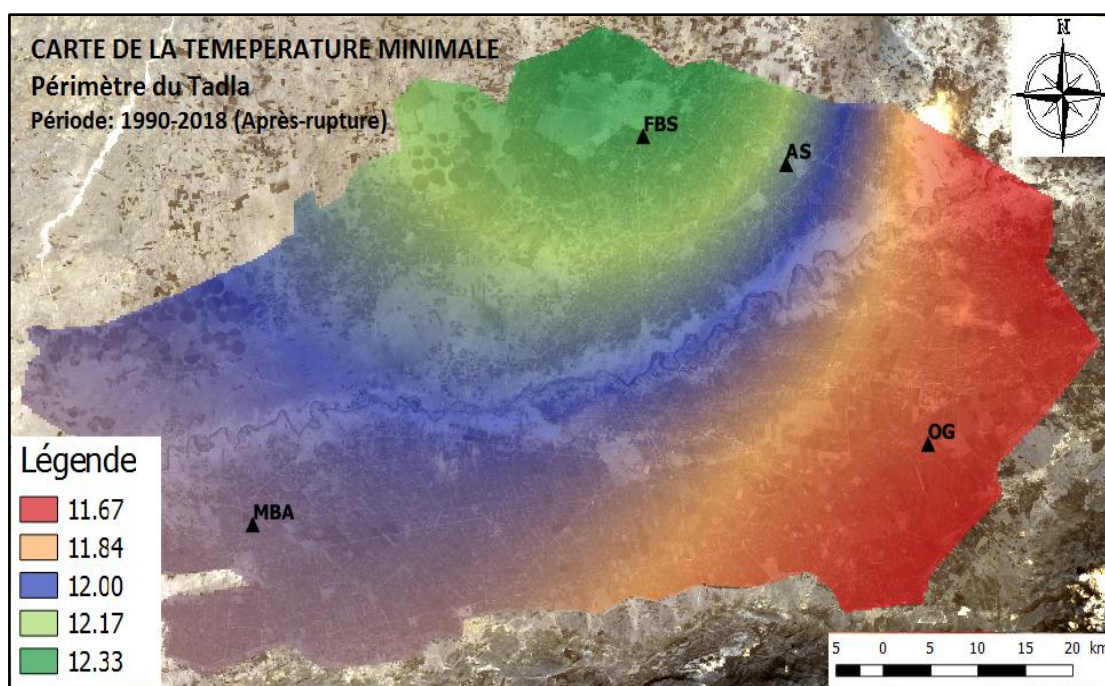 CARTE DE LA TEMEPERATURE MINIMALE
Périmètre du Tadla
Période: 1990-2018 (Après-rupture)
N
FBS
AS
OG
MBA
Légende
11.67
11.84
12.00
12.17
12.33
5 0 5 10 15 20 km